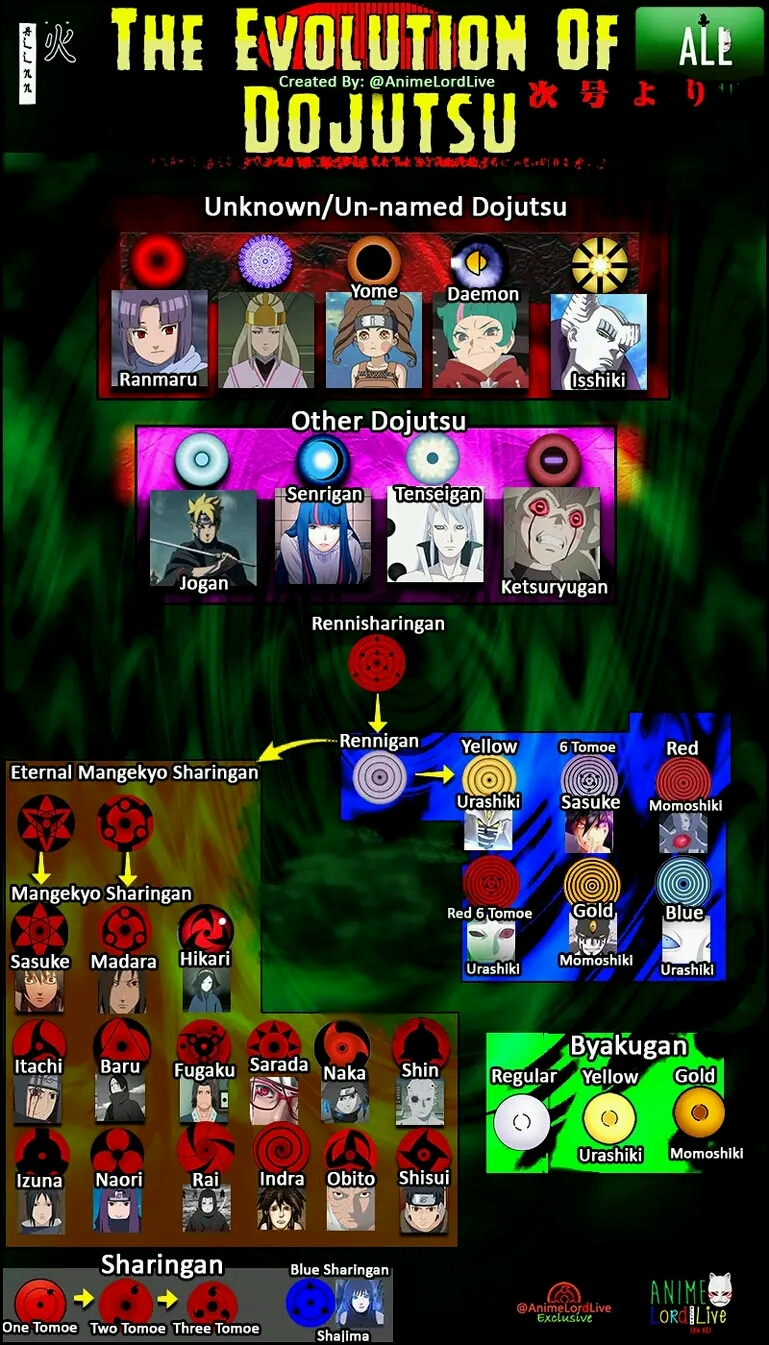 ALLNN
火
THE EVOLUTION OF
DOJUTSU
Created By: @AnimeLordLive
ALL
次号より
Unknown/Un-named Dojutsu
Yome
Daemon
Ranmaru
Isshiki
Other Dojutsu
Senrigan
Tenseigan
Jogan
Ketsuryugan
Rennisharingan
Rennigan
Yellow
6 Tomoe
Red
Urashiki
Sasuke
Momoshiki
Red 6 Tomoe
Gold
Blue
Urashiki
Momoshiki
Urashiki
Eternal Mangekyo Sharingan
Mangekyo Sharingan
Sasuke
Madara
Hikari
Itachi
Baru
Fugaku
Sarada
Naka
Shin
Izuna
Naori
Rai
Indra
Obito
Shisui
Byakugan
Regular
Yellow
Gold
Urashiki
Momoshiki
Sharingan
One Tomoe
Two Tomoe
Three Tomoe
Blue Sharingan
Shajima
@AnimeLordLive
Exclusive
ANIME
LordLive